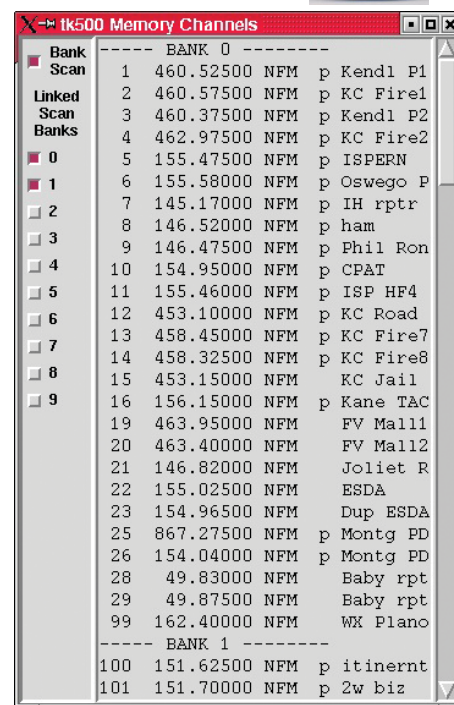 tk500 Memory Channels
Bank
Scan
Linked
Scan
Banks
0
1
2
3
4
5
6
7
8
9
----- BANK 0 --------
1 460.52500 NFM p Kendl P1
2 460.57500 NFM p KC Fire1
3 460.37500 NFM p Kendl P2
4 462.97500 NFM p KC Fire2
5 155.47500 NFM p ISPERN
6 155.58000 NFM p Oswego P
7 145.17000 NFM p IH rptr
8 146.52000 NFM p ham
9 146.47500 NFM p Phil Ron
10 154.95000 NFM p CPAT
11 155.46000 NFM p ISP HF4
12 453.10000 NFM p KC Road
13 458.45000 NFM p KC Fire7
14 458.32500 NFM p KC Fire8
15 453.15000 NFM KC Jail
16 156.15000 NFM p Kane TAC
19 463.95000 NFM FV Mall1
20 463.40000 NFM FV Mall2
21 146.82000 NFM Joliet R
22 155.02500 NFM ESDA
23 154.96500 NFM Dup ESDA
25 867.27500 NFM p Montg PD
26 154.04000 NFM p Montg PD
28 49.83000 NFM Baby rpt
29 49.87500 NFM Baby rpt
99 162.40000 NFM WX Plano
----- BANK 1 --------
100 151.62500 NFM p itinernt
101 151.70000 NFM p 2w biz